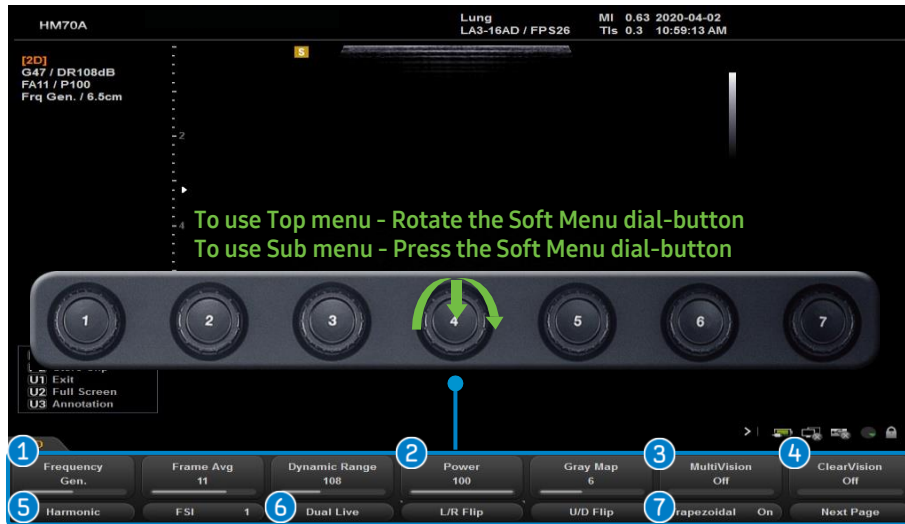 HM70A
Lung
LA3-16AD / FPS26
MI 0.63 2020-04-02
TIs 0.3 10:59:13 AM
[2D]
G47 / DR108dB
FA11 / P100
Frq Gen. / 6.5cm
S
2
4
To use Top menu - Rotate the Soft Menu dial-button
To use Sub menu - Press the Soft Menu dial-button
1 2 3 4 5 6 7
U1 Exit
U2 Full Screen
U3 Annotation
1 2 3 4
Frequency Frame Avg Dynamic Range Power Gray Map MultiVision ClearVision
Gen. 11 108 100 6 Off Off
5 Harmonic FSI 1 6 Dual Live L/R Flip U/D Flip 7 rapezoidal On Next Page